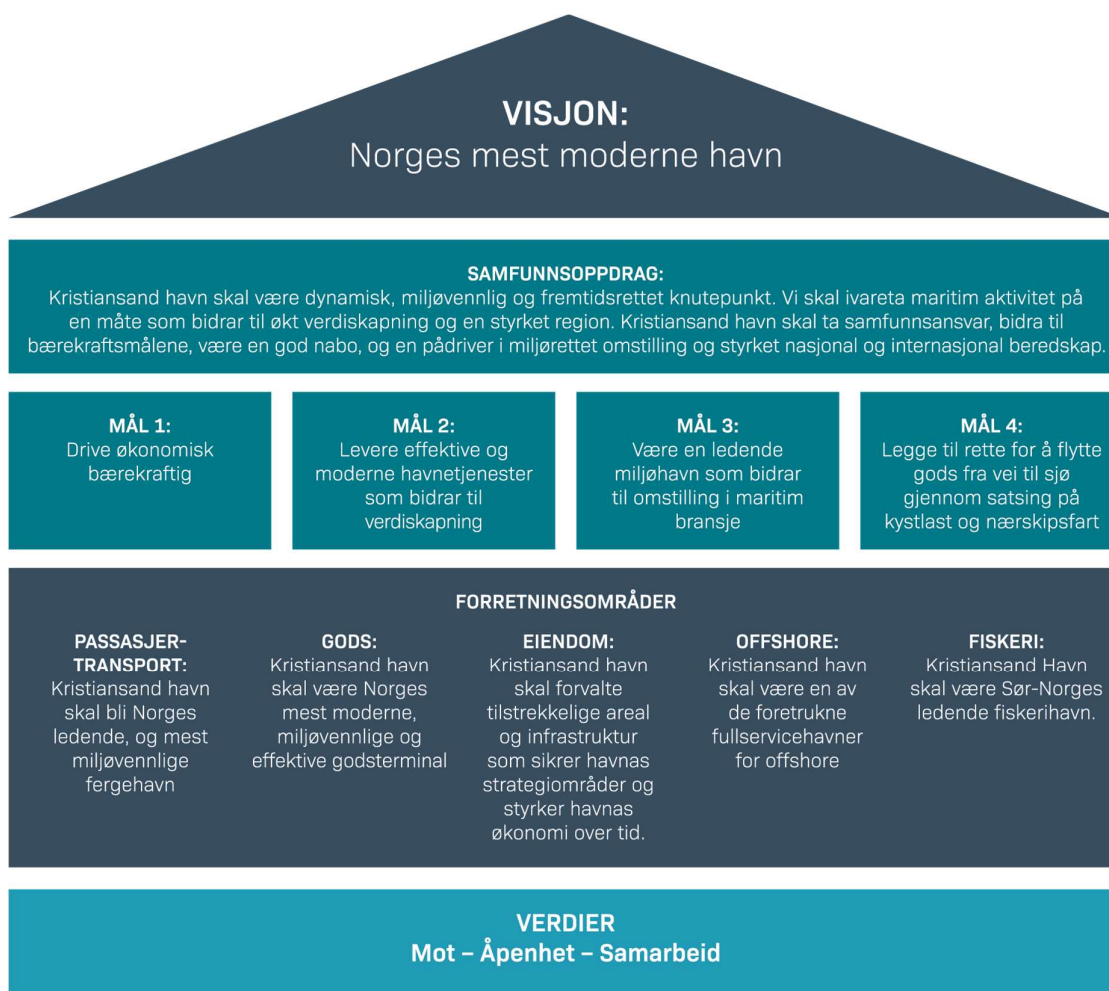 VISJON:
Norges mest moderne havn
SAMFUNNSOPPDRAG:
Kristiansand havn skal være dynamisk, miljøvennlig og fremtidsrettet knutepunkt. Vi skal ivareta maritim aktivitet på
en måte som bidrar til økt verdiskapning og en styrket region. Kristiansand havn skal ta samfunnsansvar, bidra til
bærekraftsmålene, være en god nabo, og en pådriver i miljørettet omstilling og styrket nasjonal og internasjonal beredskap.
MÅL 1:
Drive økonomisk
bærekraftig
MÅL 2:
Levere effektive og
moderne havnetjenester
som bidrar til
verdiskapning
MÅL 3:
Være en ledende
miljøhavn som bidrar
til omstilling i maritim
bransje
MÅL 4:
Legge til rette for å flytte
gods fra vei til sjø
gjennom satsing på
kystlast og nærskipsfart
FORRETNINGSOMRÅDER
PASSASJER-
TRANSPORT:
Kristiansand havn
skal bli Norges
ledende, og mest
miljøvennlige
fergehavn
GODS:
Kristiansand havn
skal være Norges
mest moderne,
miljøvennlige og
effektive godsterminal
EIENDOM:
Kristiansand havn
skal forvalte
tilstrekkelige areal
og infrastruktur
som sikrer havnas
strategiområder og
styrker havnas
økonomi over tid.
OFFSHORE:
Kristiansand havn
skal være en av
de foretrukne
fullservicehavner
for offshore
FISKERI:
Kristiansand Havn
skal være Sør-Norges
ledende fiskerihavn.
VERDIER
Mot – Åpenhet – Samarbeid